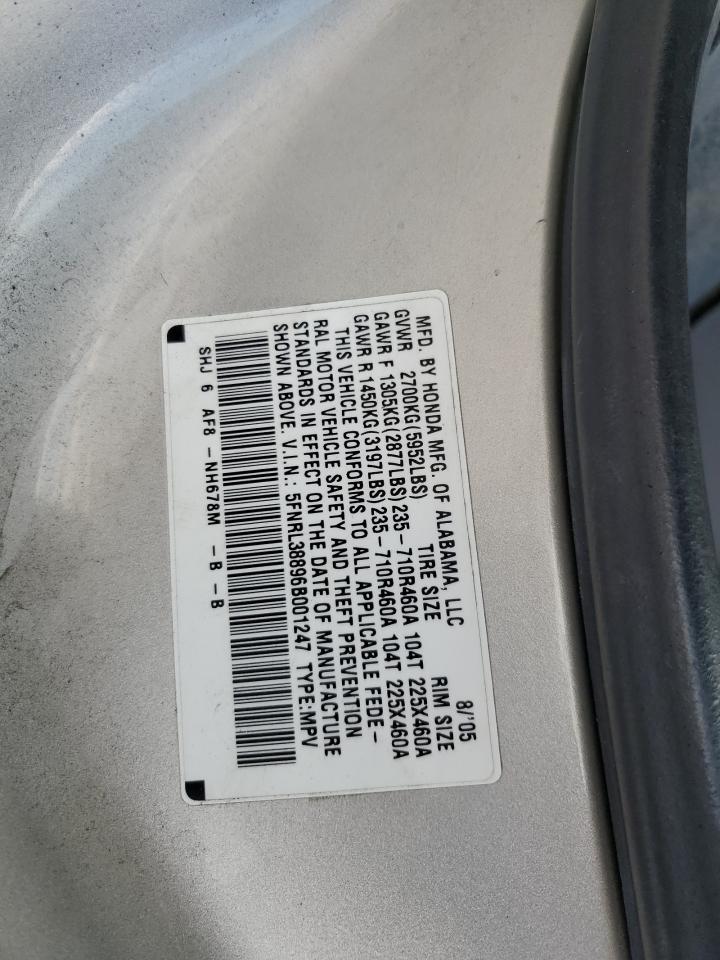 MFD. BY HONDA MFG. OF ALABAMA, LLC 8/'05
GVWR 2700KG(5952LBS) TIRE SIZE RIM SIZE
GAWR F 1305KG(2877LBS)235-710R460A 104T 225X460A
GAWR R 1450KG(3197LBS)235-710R460A 104T 225X460A
THIS VEHICLE CONFORMS TO ALL APPLICABLE FEDE-
RAL MOTOR VEHICLE SAFETY AND THEFT PREVENTION
STANDARDS IN EFFECT ON THE DATE OF MANUFACTURE
SHOWN ABOVE. V.I.N.: 5FNRL38896B001247 TYPE:MPV
SHJ 6 AF8 -NH678M -B -B